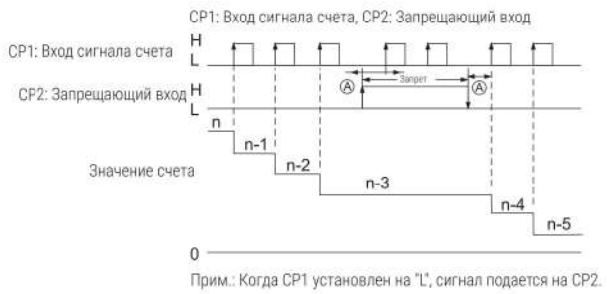 CP1: Вход сигнала счета, CP2: Запрещающий вход
CP1: Вход сигнала счета H
L
Запрет
CP2: Запрещающий вход H
A A
L
n
n-1
n-2
Значение счета
n-3
n-4
n-5
0
Прим.: Когда CP1 установлен на "L", сигнал подается на CP2.